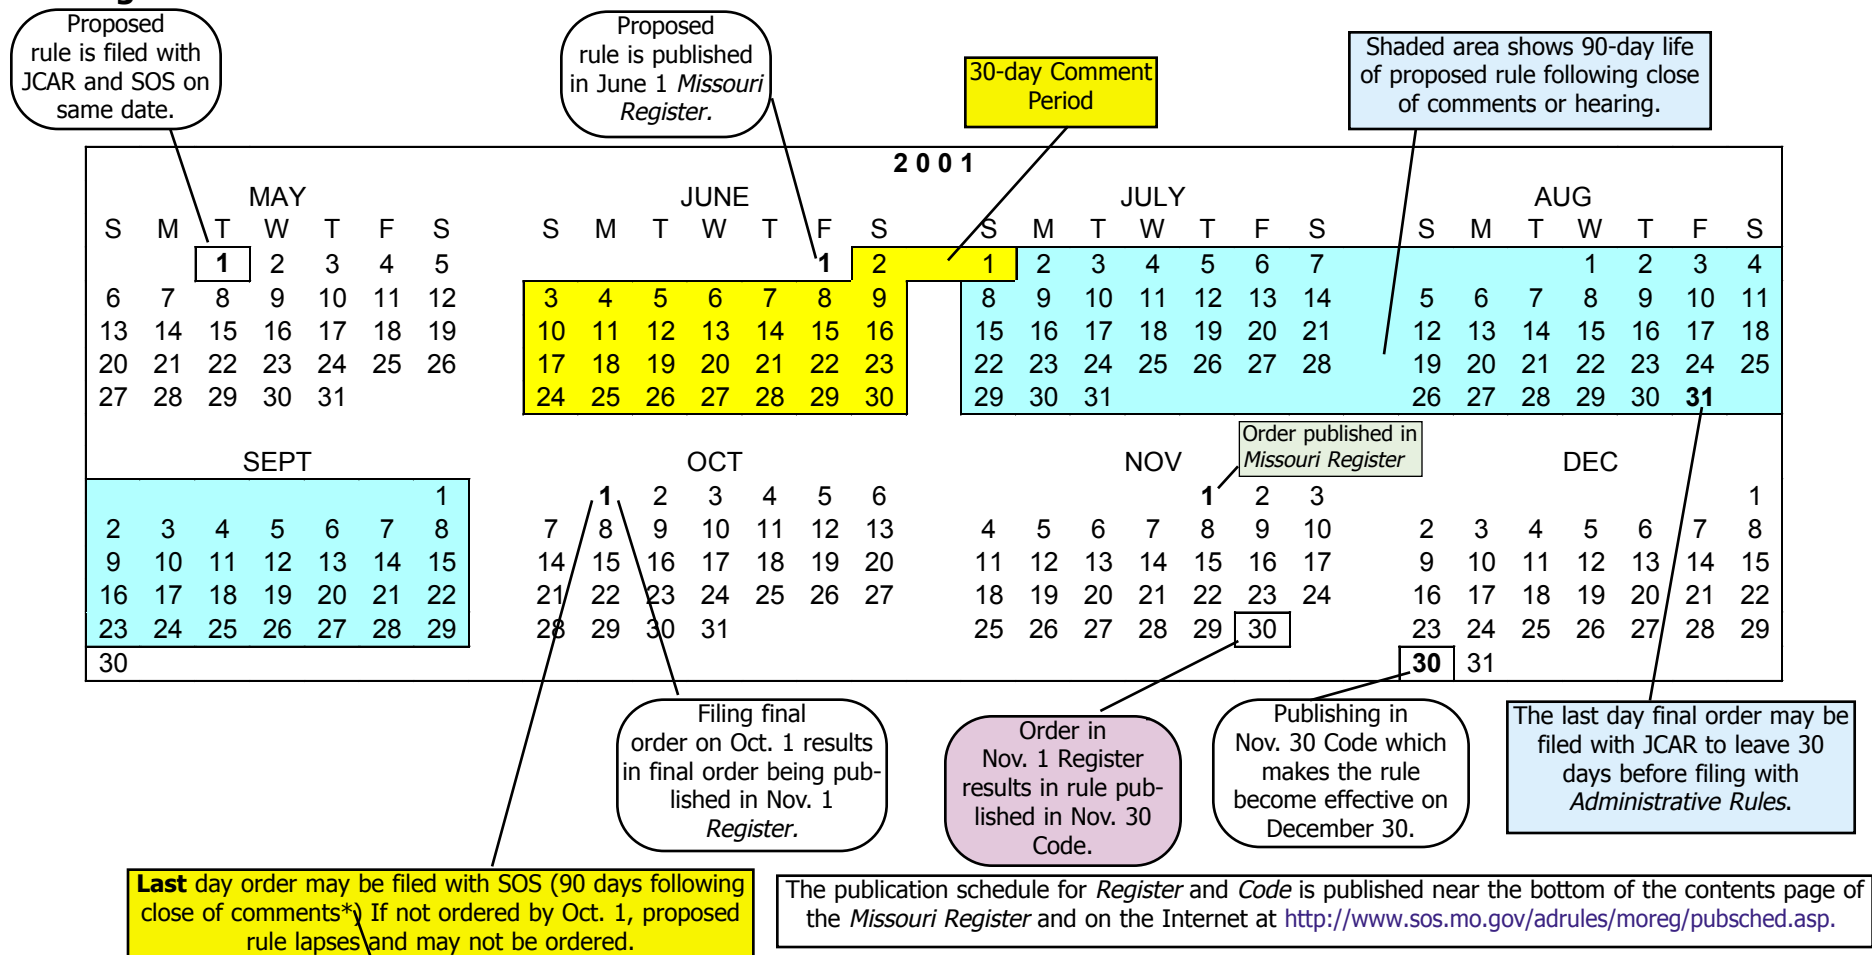 Proposed
rule is filed with
JCAR and SOS on
same date.
Proposed
rule is published
in June 1 Missouri
Register.
30-day Comment
Period
Shaded area shows 90-day life
of proposed rule following close
of comments or hearing.
2 0 0 1
MAY JUNE JULY AUG
S M T W T F S S M T W T F S S M T W T F S S M T W T F S
1 2 3 4 5 1 2 1 2 3 4 5 6 7 1 2 3 4
6 7 8 9 10 11 12 3 4 5 6 7 8 9 8 9 10 11 12 13 14 5 6 7 8 9 10 11
13 14 15 16 17 18 19 10 11 12 13 14 15 16 15 16 17 18 19 20 21 12 13 14 15 16 17 18
20 21 22 23 24 25 26 17 18 19 20 21 22 23 22 23 24 25 26 27 28 19 20 21 22 23 24 25
27 28 29 30 31 24 25 26 27 28 29 30 29 30 31 26 27 28 29 30 31
Order published in
Missouri Register
SEPT OCT NOV DEC
1 1 2 3 4 5 6 1 2 3 1
2 3 4 5 6 7 8 7 8 9 10 11 12 13 4 5 6 7 8 9 10 2 3 4 5 6 7 8
9 10 11 12 13 14 15 14 15 16 17 18 19 20 11 12 13 14 15 16 17 9 10 11 12 13 14 15
16 17 18 19 20 21 22 21 22 23 24 25 26 27 18 19 20 21 22 23 24 16 17 18 19 20 21 22
23 24 25 26 27 28 29 28 29 30 31 25 26 27 28 29 30 23 24 25 26 27 28 29
30 30 31
Filing final
order on Oct. 1 results
in final order being pub-
lished in Nov. 1
Register.
Order in
Nov. 1 Register
results in rule pub-
lished in Nov. 30
Code.
Publishing in
Nov. 30 Code which
makes the rule
become effective on
December 30.
The last day final order may be
filed with JCAR to leave 30
days before filing with
Administrative Rules.
Last day order may be filed with SOS (90 days following
close of comments*) If not ordered by Oct. 1, proposed
rule lapses and may not be ordered.
The publication schedule for Register and Code is published near the bottom of the contents page of
the Missouri Register and on the Internet at http://www.sos.mo.gov/adrules/moreg/pubsched.asp.